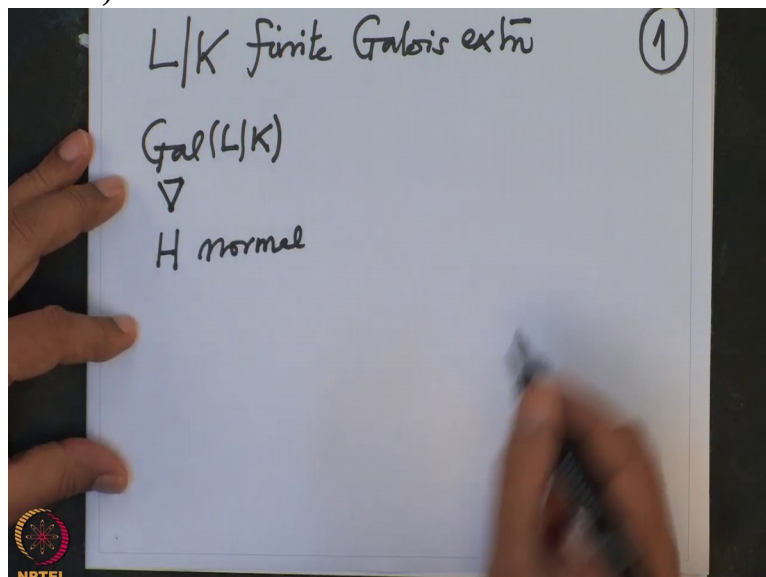 L/K finite Galois extn̄
①
Gal(L|K)
▽
H normal
NPTEL